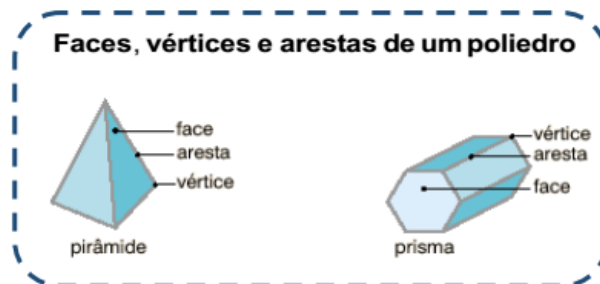 Faces, vértices e arestas de um poliedro
face
aresta
vértice
pirâmide
vértice
aresta
face
prisma